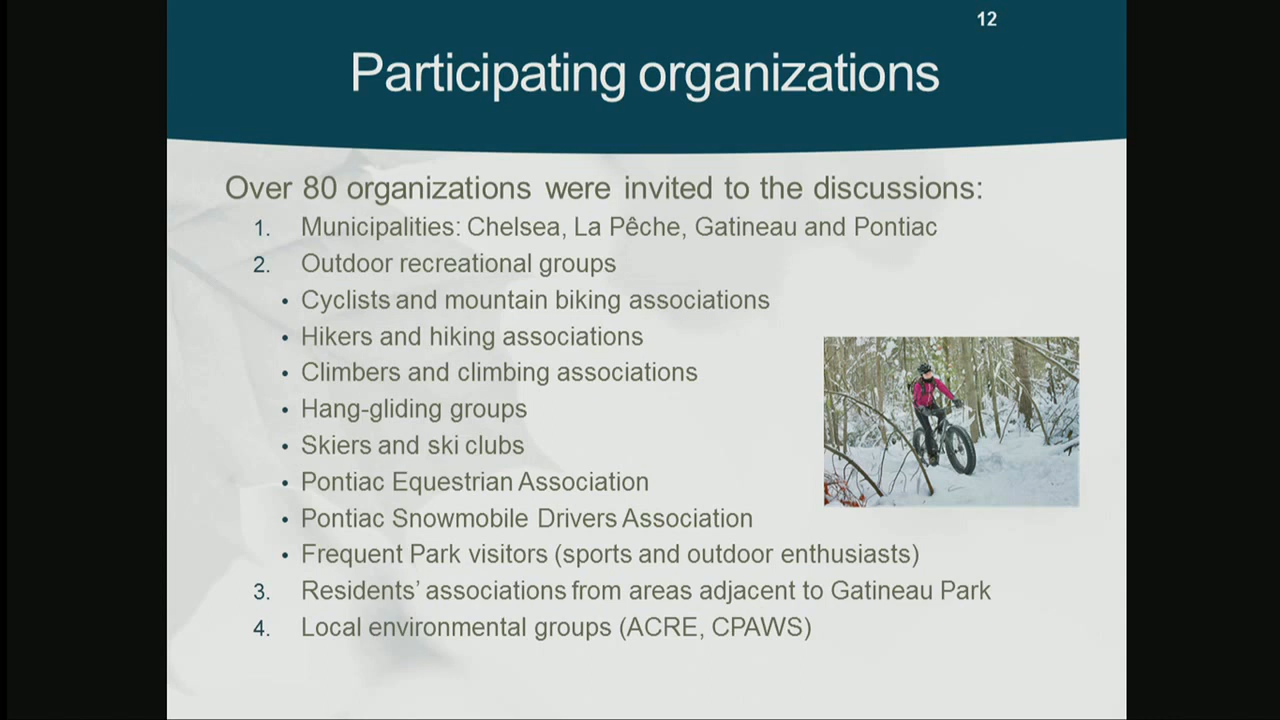 12
Participating organizations
Over 80 organizations were invited to the discussions:
1. Municipalities: Chelsea, La Pêche, Gatineau and Pontiac
2. Outdoor recreational groups
• Cyclists and mountain biking associations
• Hikers and hiking associations
• Climbers and climbing associations
• Hang-gliding groups
• Skiers and ski clubs
• Pontiac Equestrian Association
• Pontiac Snowmobile Drivers Association
• Frequent Park visitors (sports and outdoor enthusiasts)
3. Residents’ associations from areas adjacent to Gatineau Park
4. Local environmental groups (ACRE, CPAWS)